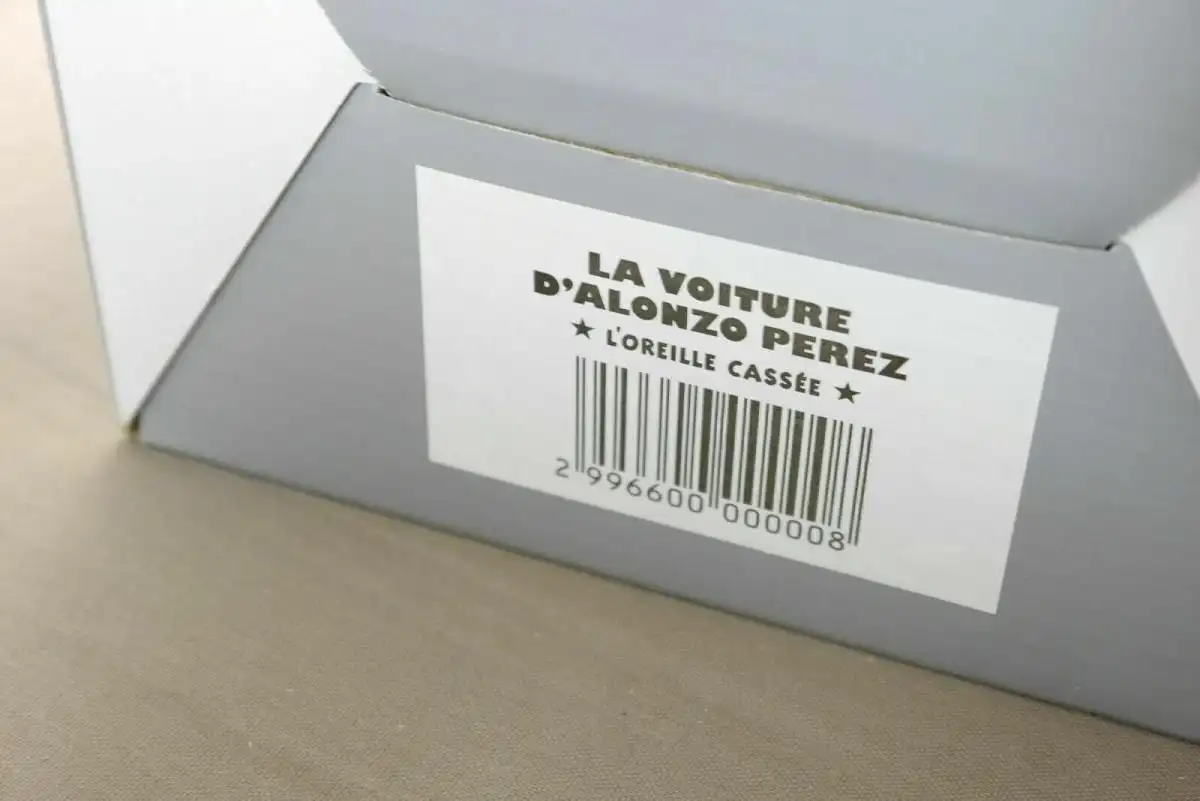 LA VOITURE
D'ALONZO PEREZ
★ L'OREILLE CASSÉE ★
2 996600 000008